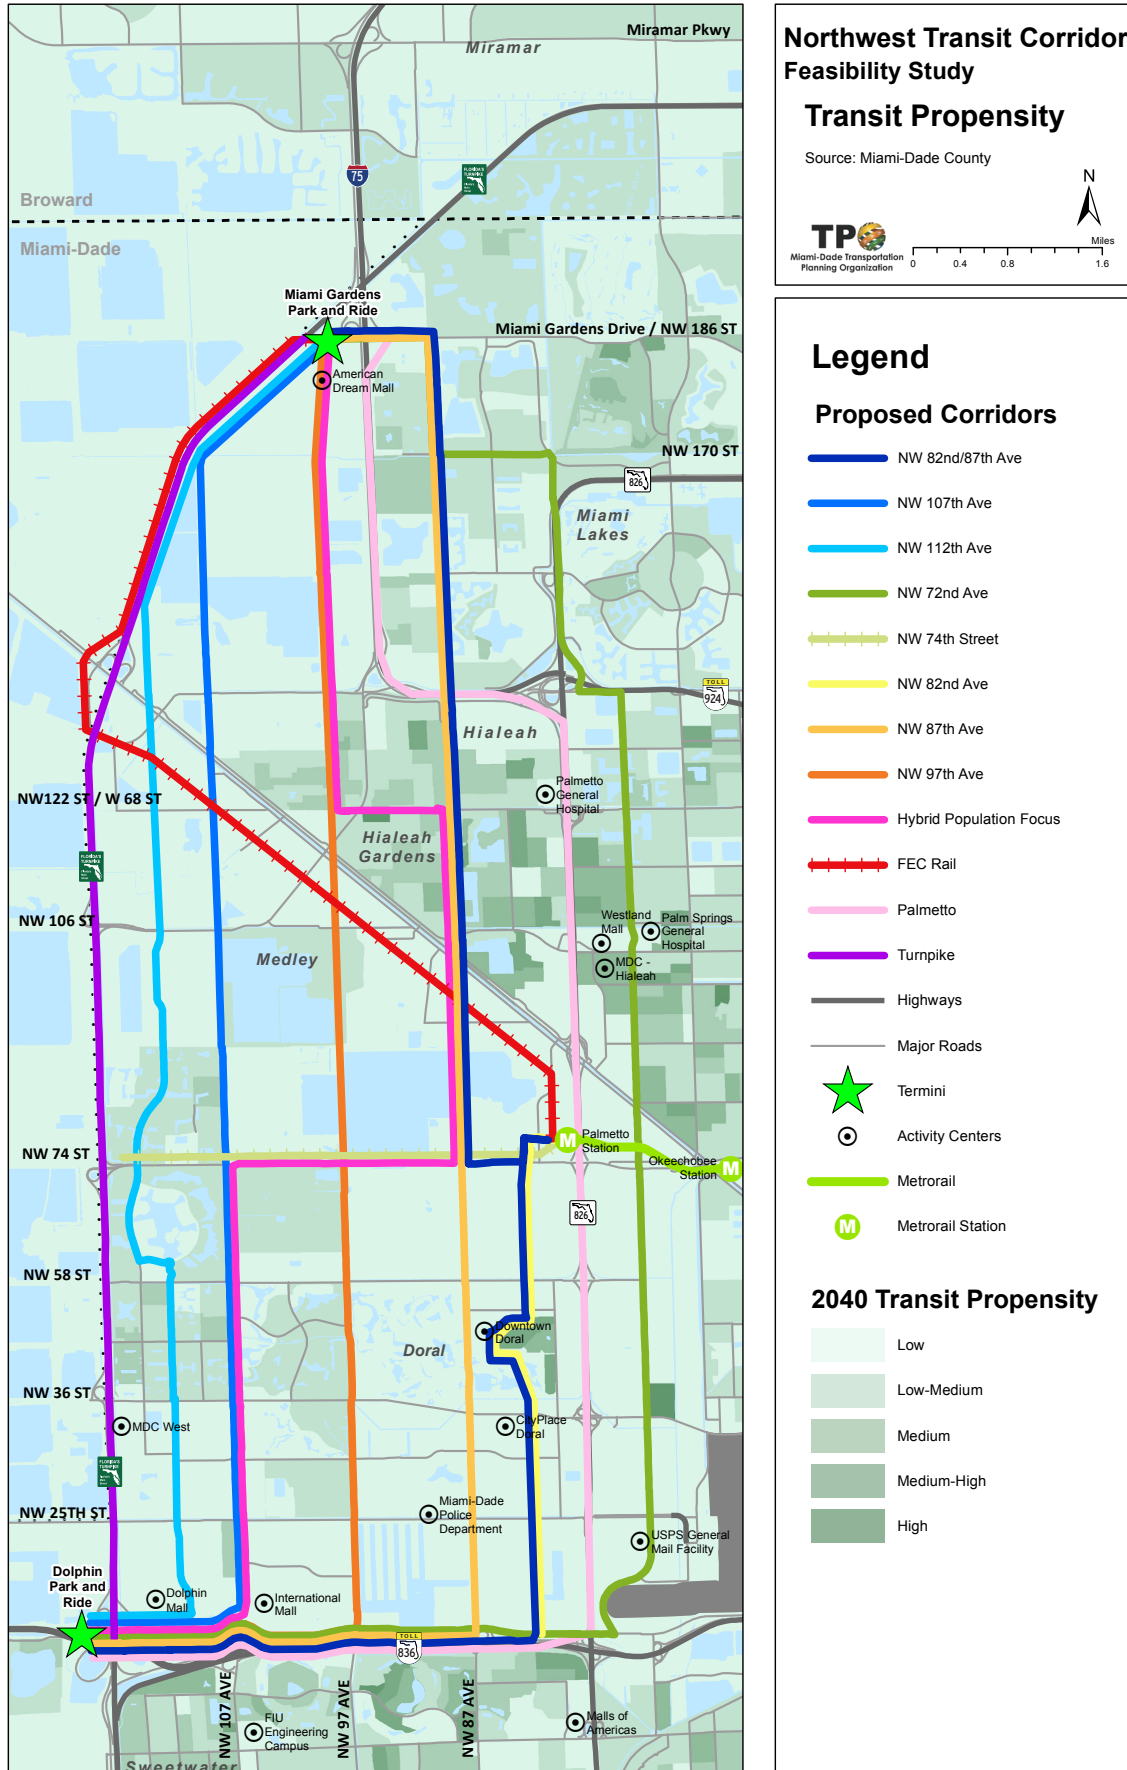 Miramar Pkwy
Miramar
FLORIDA'S
TURNPIKE
75
Broward
Miami-Dade
Miami Gardens
Park and Ride
Miami Gardens Drive / NW 186 ST
American
Dream Mall
NW 170 ST
826
Miami
Lakes
TOLL
924
Hialeah
Palmetto
General
Hospital
NW122 ST / W 68 ST
Hialeah
Gardens
FLORIDA'S
TURNPIKE
NW 106 ST
Westland
Mall
Palm Springs
General
Hospital
MDC -
Hialeah
Medley
NW 74 ST
M
Palmetto
Station
Okeechobee
Station
M
826
NW 58 ST
Downtown
Doral
Doral
NW 36 ST
MDC West
CityPlace
Doral
FLORIDA'S
TURNPIKE
NW 25TH ST
Miami-Dade
Police
Department
USPS General
Mail Facility
Dolphin
Park and
Ride
Dolphin
Mall
International
Mall
TOLL
836
NW 107 AVE
NW 97 AVE
NW 87 AVE
FIU
Engineering
Campus
Malls of
Americas
Sweetwater
Northwest Transit Corridor
Feasibility Study
Transit Propensity
Source: Miami-Dade County
N
TPO
Miami-Dade Transportation
Planning Organization
Miles
0 0.4 0.8 1.6
Legend
Proposed Corridors
NW 82nd/87th Ave
NW 107th Ave
NW 112th Ave
NW 72nd Ave
NW 74th Street
NW 82nd Ave
NW 87th Ave
NW 97th Ave
Hybrid Population Focus
FEC Rail
Palmetto
Turnpike
Highways
Major Roads
Termini
Activity Centers
Metrorail
M
Metrorail Station
2040 Transit Propensity
Low
Low-Medium
Medium
Medium-High
High